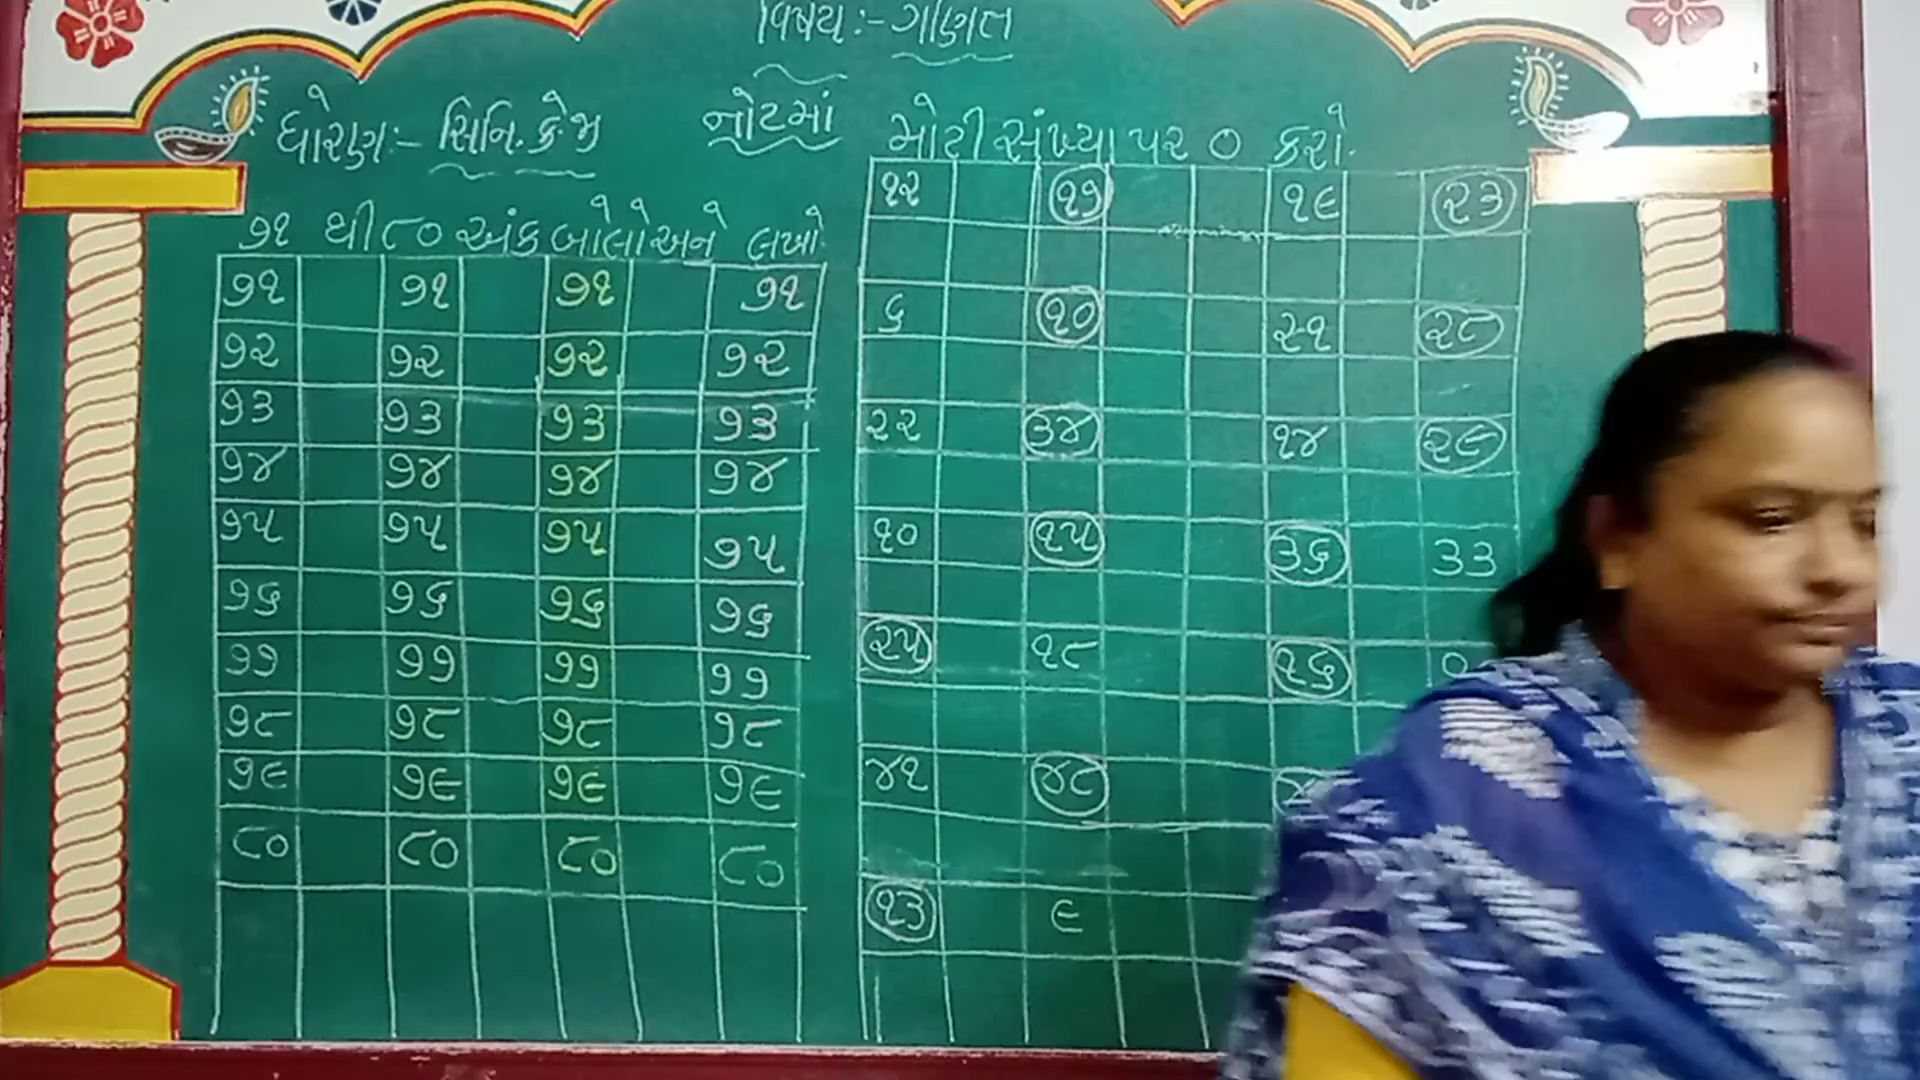 વિષય:- ગણિત
ધોરણ:- સિનિ. કે.જી
નોટમાં
૭૧ થી ૮૦ અંક બોલો અને લખો.
૭૧ ૭૧ ૭૧ ૭૧
૭૨ ૭૨ ૭૨ ૭૨
૭૩ ૭૩ ૭૩ ૭૩
૭૪ ૭૪ ૭૪ ૭૪
૭૫ ૭૫ ૭૫ ૭૫
૭૬ ૭૬ ૭૬ ૭૬
૭૭ ૭૭ ૭૭ ૭૭
૭૮ ૭૮ ૭૮ ૭૮
૭૯ ૭૯ ૭૯ ૭૯
૮૦ ૮૦ ૮૦ ૮૦
મોટી સંખ્યા પર ૦ કરો.
૧૨ ૧૭ ૧૯ ૨૩
૬ ૧૦ ૨૧ ૨૮
૨૨ ૩૪ ૧૪ ૨૯
૧૦ ૧૫ ૩૬ ૩૩
૨૫ ૧૮ ૨૬
૪૧ ૪૮
૧૩ ૯